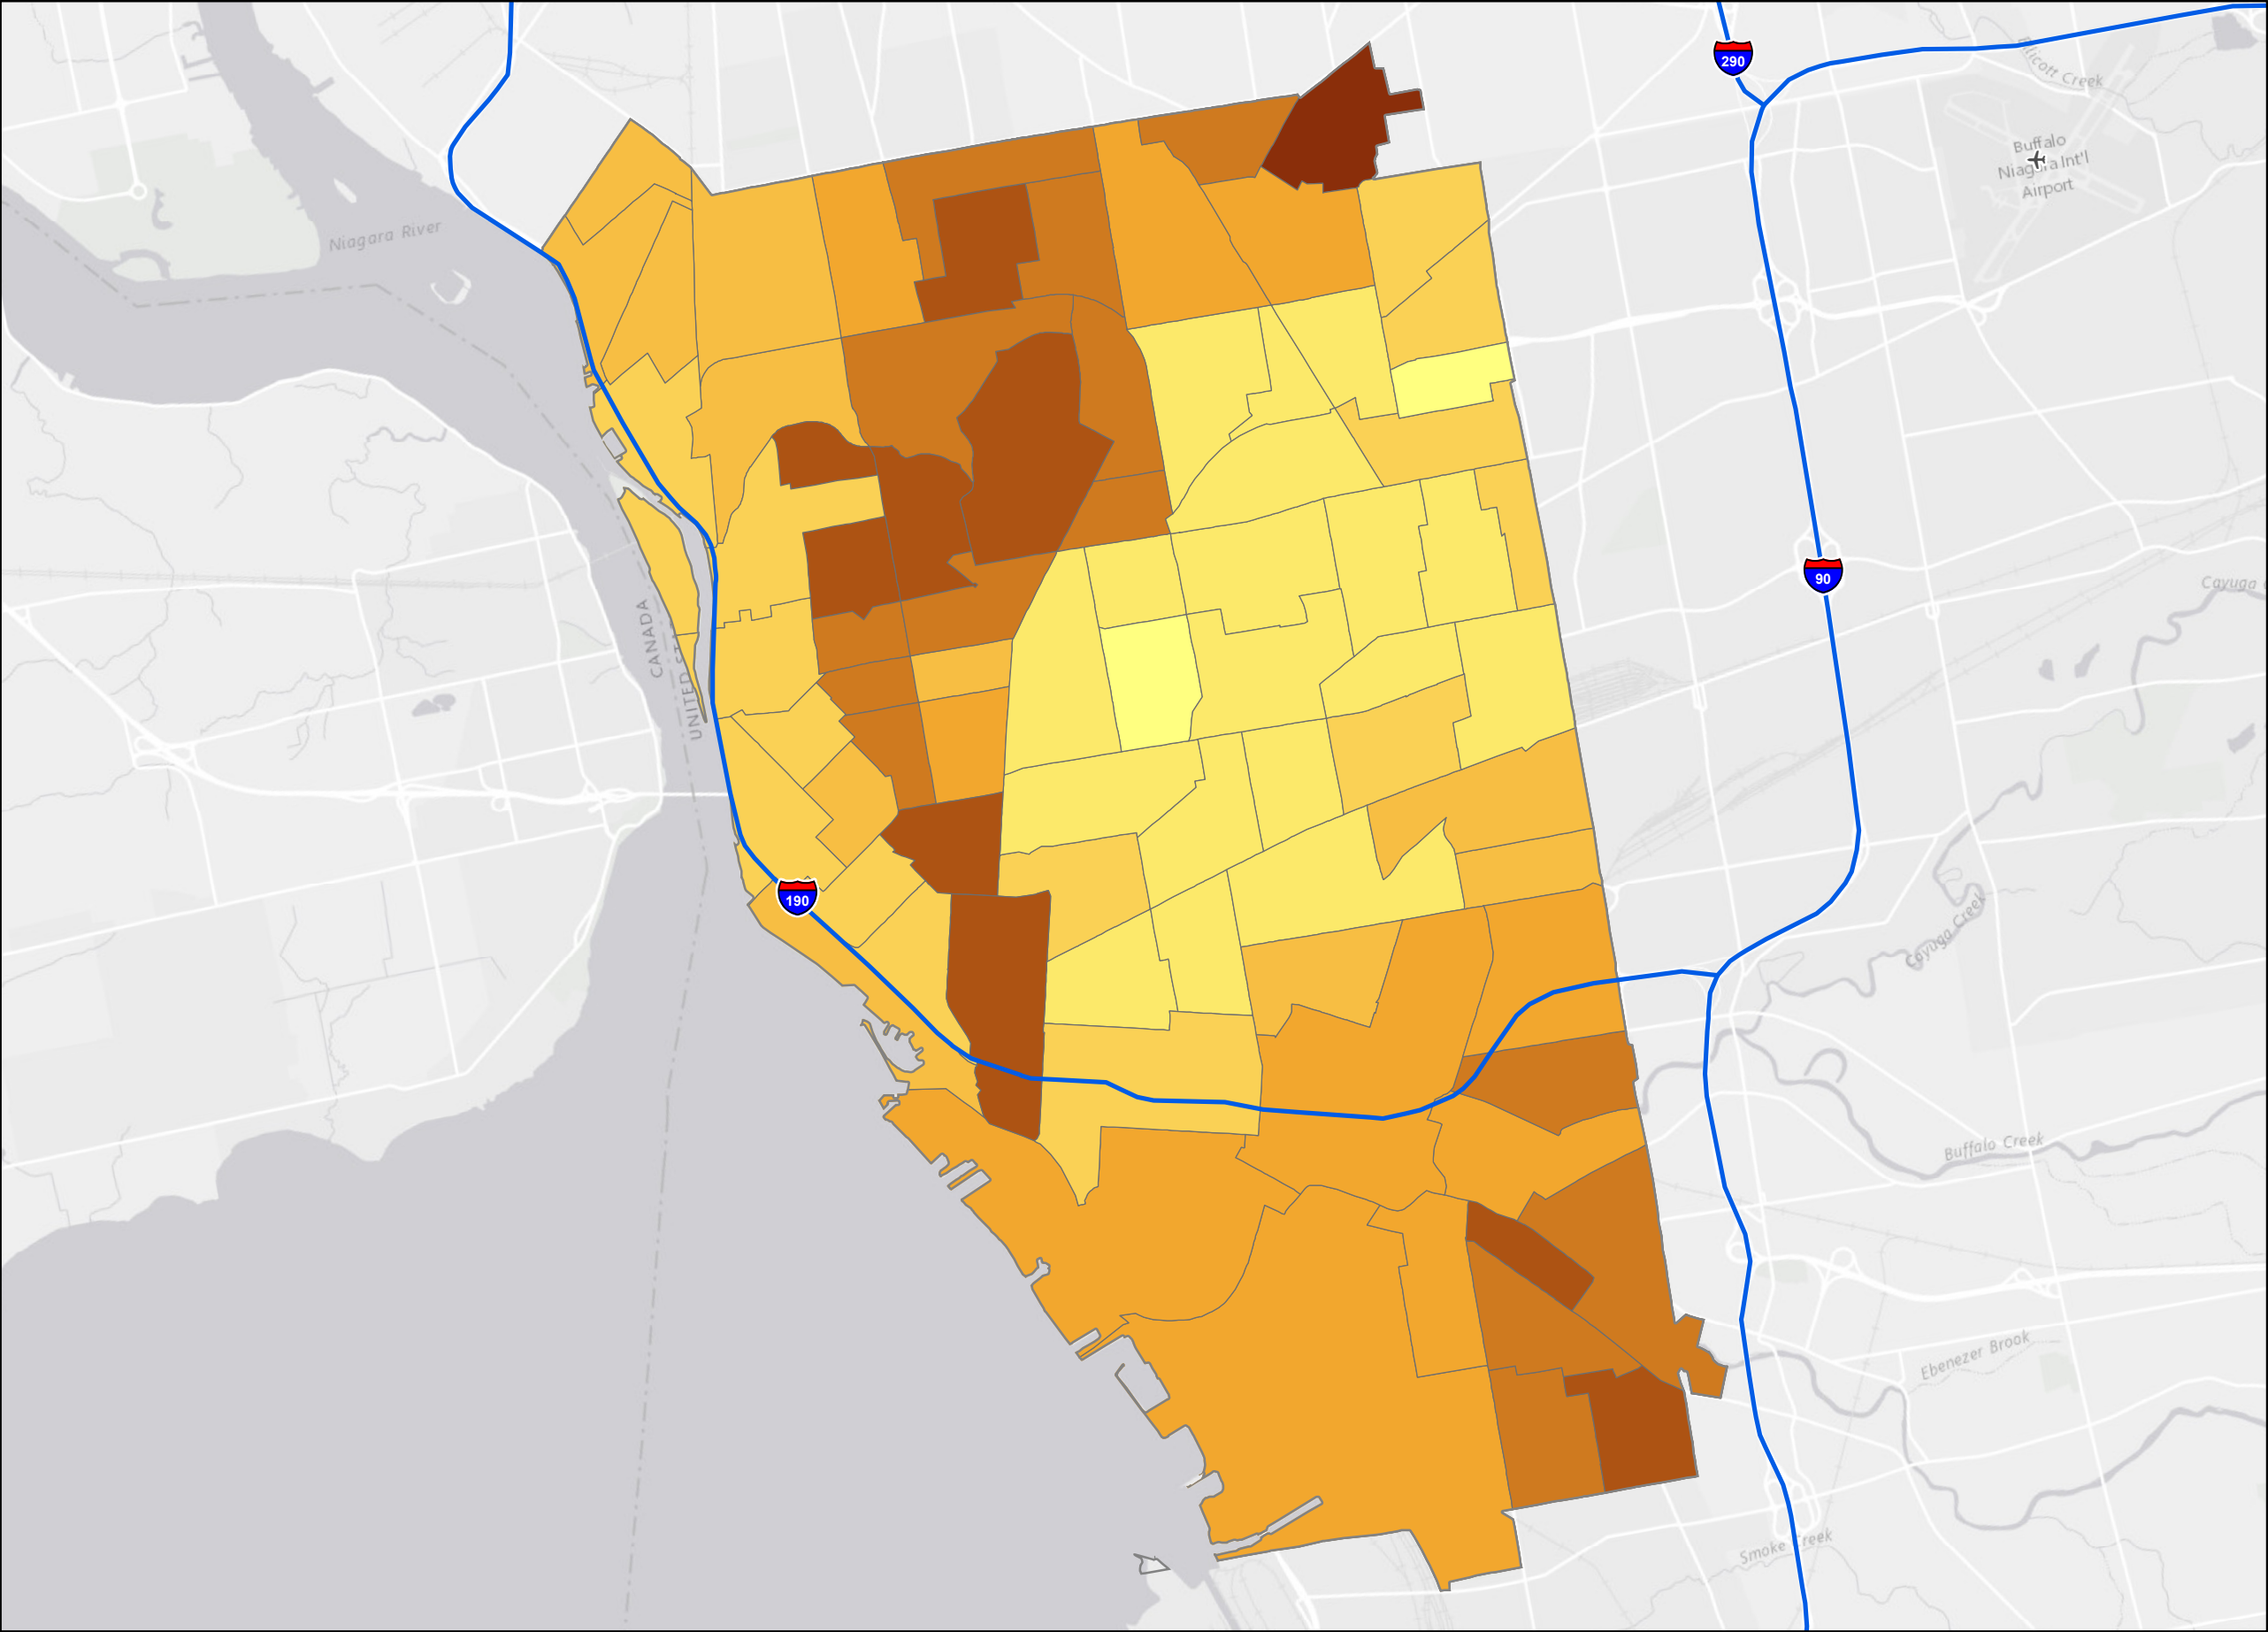 290
Ellicott Creek
Buffalo
Niagara Int'l
Airport
Niagara River
90
Cayuga
CANADA
UNITED ST
190
Cayuga Creek
Buffalo Creek
Ebenezer Brook
Smoke Creek